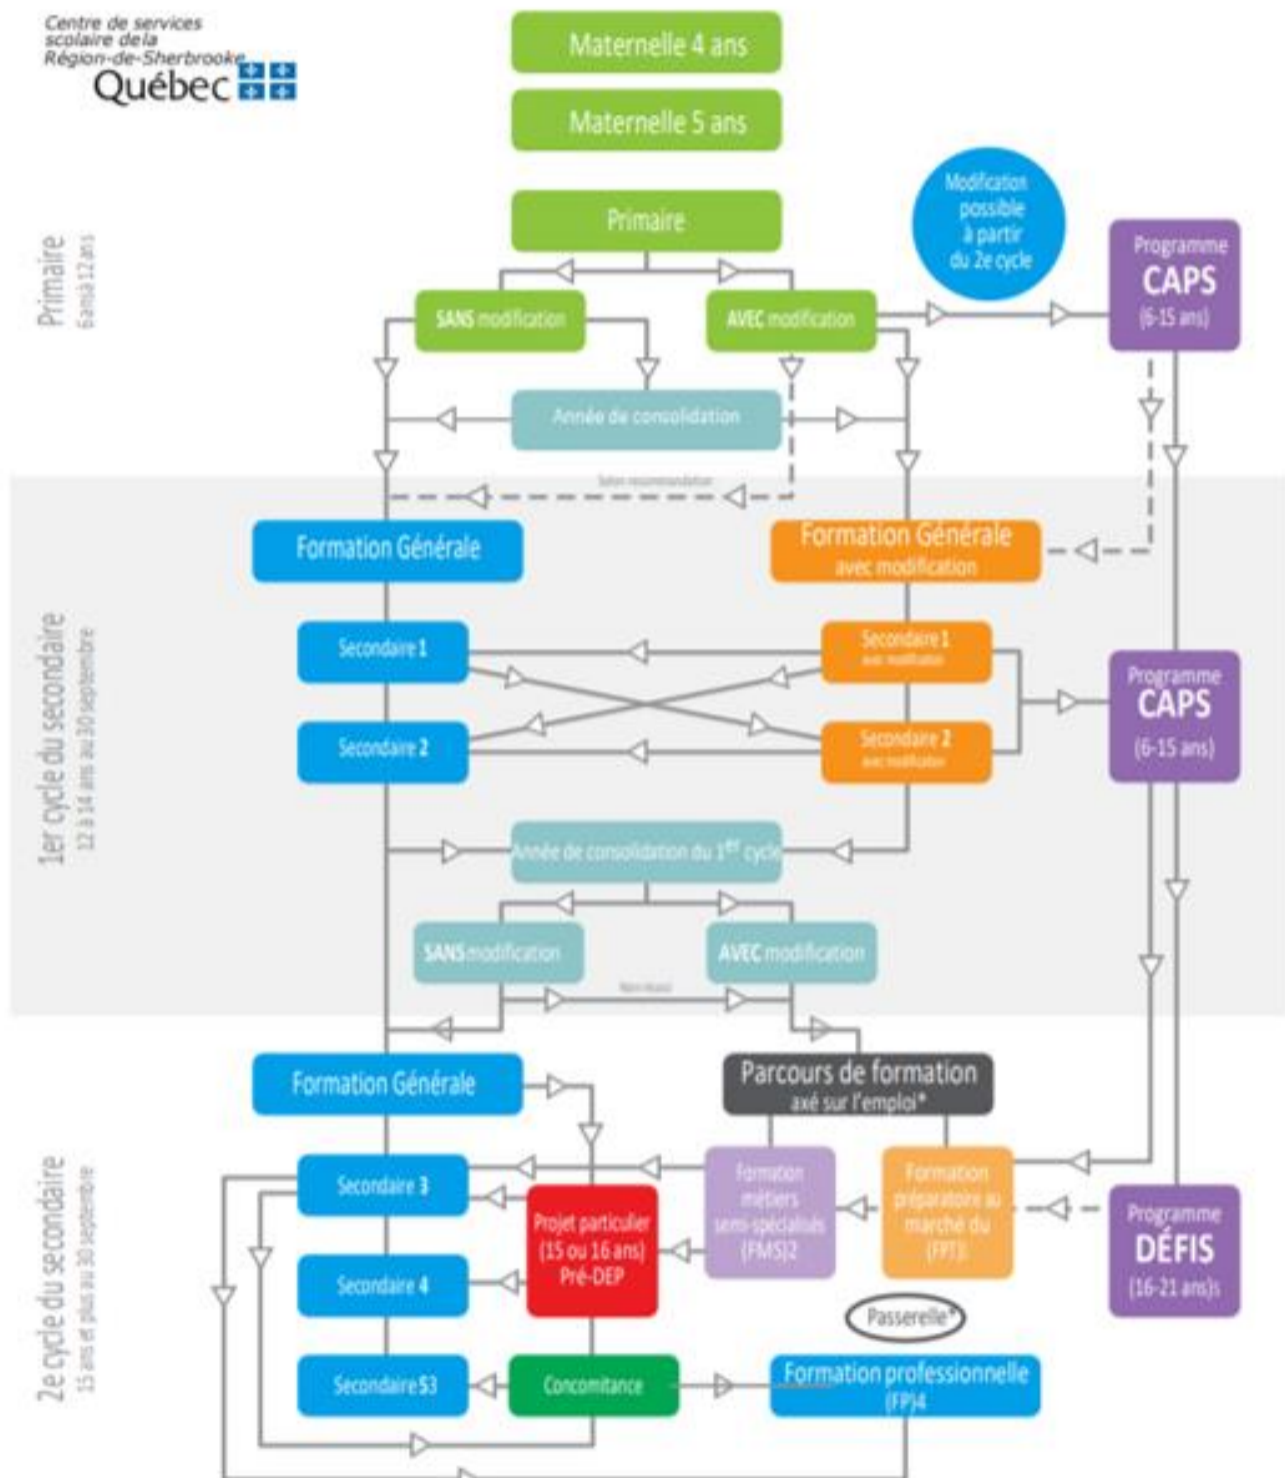 Centre de services
scolaire dela
Région-de-Sherbrooke
Québec
Maternelle 4 ans
Maternelle 5 ans
Primaire
6 ans à 12 ans
Primaire
Modification
possible
à partir
du 2e cycle
Programme
CAPS
(6-15 ans)
SANS modification
AVEC modification
Année de consolidation
Selon recommandation
1er cycle du secondaire
12 à 14 ans au 30 septembre
Formation Générale
Formation Générale
avec modification
Secondaire 1
Secondaire 1
avec modification
Programme
CAPS
(6-15 ans)
Secondaire 2
Secondaire 2
avec modification
Année de consolidation du 1er cycle
SANS modification
AVEC modification
Non réussi
2e cycle du secondaire
15 ans et plus au 30 septembre
Formation Générale
Parcours de formation
axé sur l'emploi*
Secondaire 3
Projet particulier
(15 ou 16 ans)
Pré-DEP
Formation
métiers
semi-spécialisés
(FMS)2
Formation
préparatoire au
marché du
(FPT)
Programme
DÉFIS
(16-21 ans)s
Secondaire 4
Passerelle*
Secondaire 53
Concomitance
Formation professionnelle
(FP)4